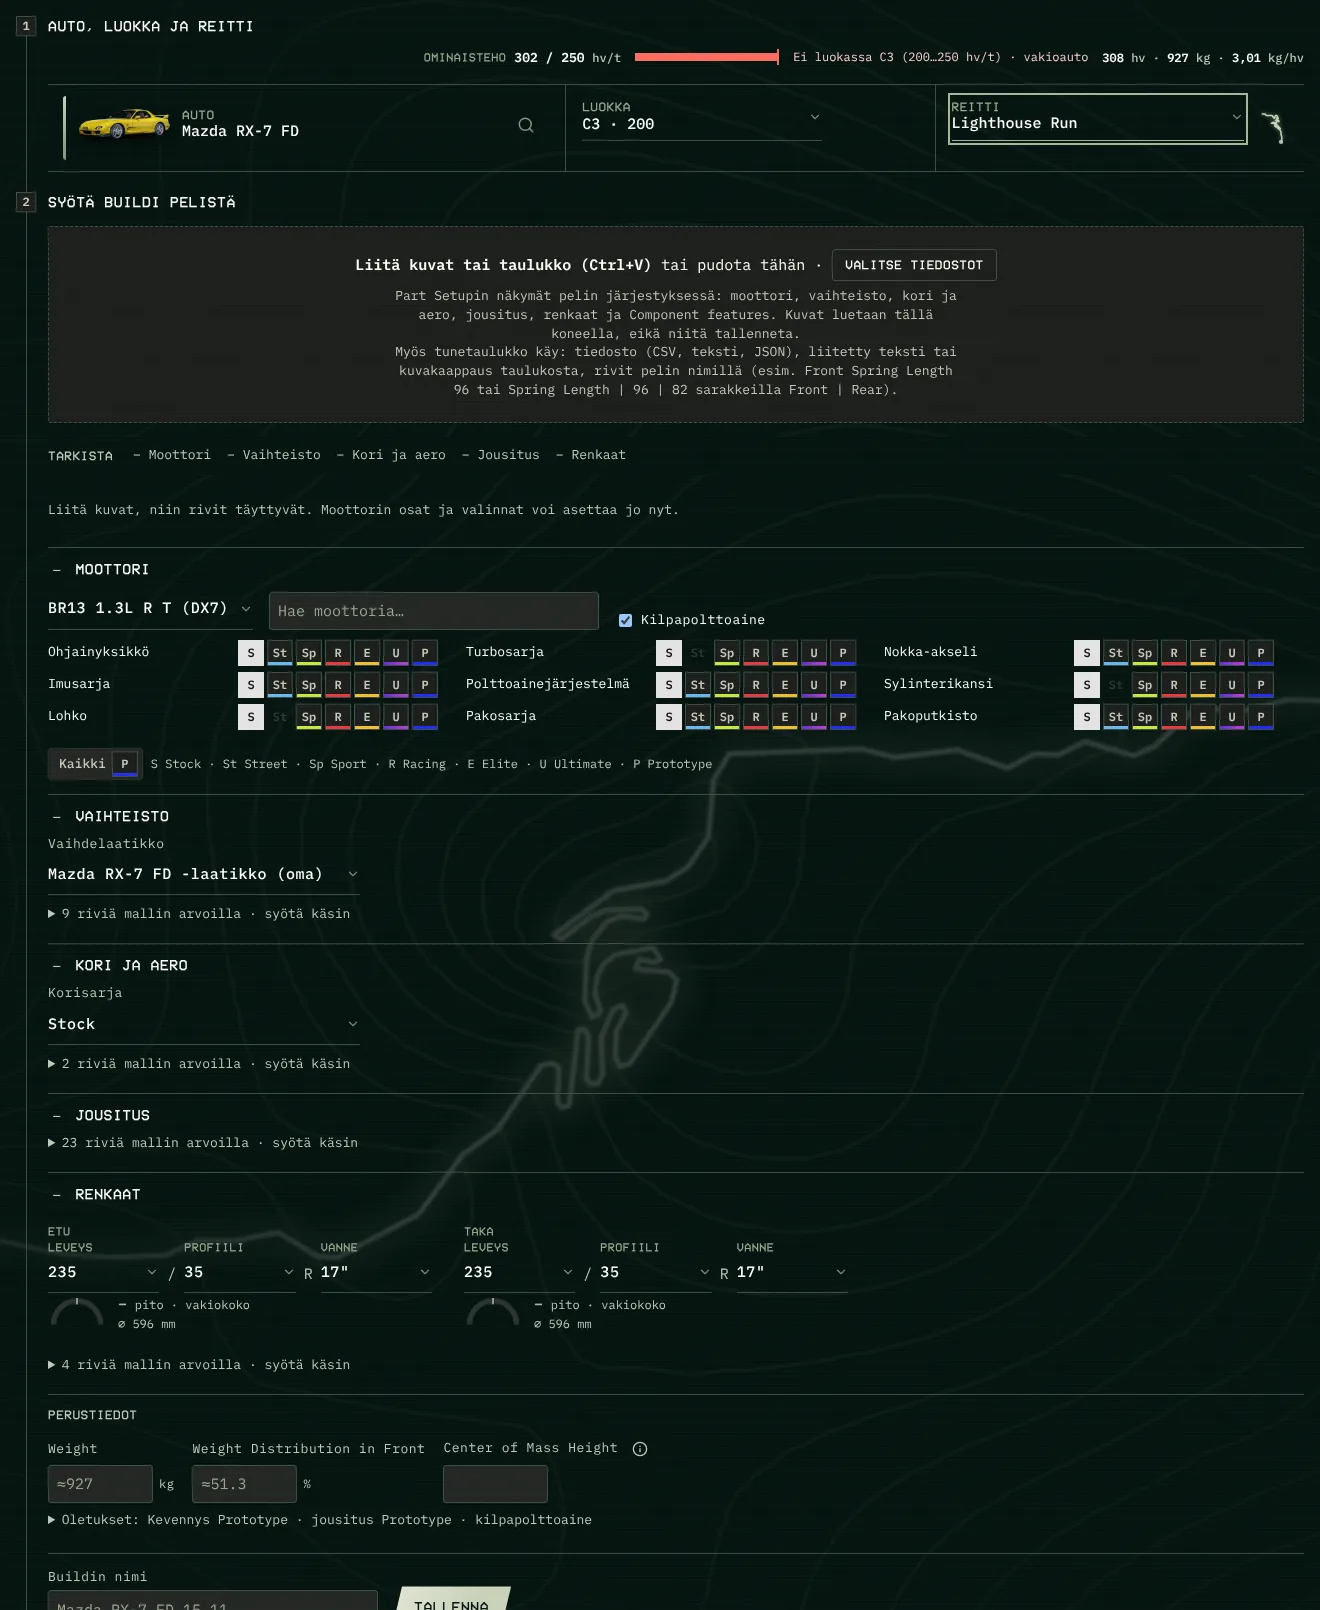 1 AUTO, LUOKKA JA REITTI
OMINAISTEHO 302 / 250 hv/t Ei luokassa C3 (200…250 hv/t) · vakioauto 308 hv · 927 kg · 3,01 kg/hv
AUTO
Mazda RX-7 FD
LUOKKA
C3 · 200
REITTI
Lighthouse Run
2 SYÖTÄ BUILDI PELISTÄ
Liitä kuvat tai taulukko (Ctrl+V) tai pudota tähän · VALITSE TIEDOSTOT
Part Setupin näkymät pelin järjestyksessä: moottori, vaihteisto, kori ja
aero, jousitus, renkaat ja Component features. Kuvat luetaan tällä
koneella, eikä niitä tallenneta.
Myös tunetaulukko käy: tiedosto (CSV, teksti, JSON), liitetty teksti tai
kuvakaappaus taulukosta, rivit pelin nimillä (esim. Front Spring Length
96 tai Spring Length | 96 | 82 sarakkeilla Front | Rear).
TARKISTA – Moottori – Vaihteisto – Kori ja aero – Jousitus – Renkaat
Liitä kuvat, niin rivit täyttyvät. Moottorin osat ja valinnat voi asettaa jo nyt.
– MOOTTORI
BR13 1.3L R T (DX7) Hae moottoria… Kilpapolttoaine
Ohjainyksikkö S St Sp R E U P Turbosarja S St Sp R E U P Nokka-akseli S St Sp R E U P
Imusarja S St Sp R E U P Polttoainejärjestelmä S St Sp R E U P Sylinterikansi S St Sp R E U P
Lohko S St Sp R E U P Pakosarja S St Sp R E U P Pakoputkisto S St Sp R E U P
Kaikki P S Stock · St Street · Sp Sport · R Racing · E Elite · U Ultimate · P Prototype
– VAIHTEISTO
Vaihdelaatikko
Mazda RX-7 FD -laatikko (oma)
9 riviä mallin arvoilla · syötä käsin
– KORI JA AERO
Korisarja
Stock
2 riviä mallin arvoilla · syötä käsin
– JOUSITUS
23 riviä mallin arvoilla · syötä käsin
– RENKAAT
ETU TAKA
LEVEYS PROFIILI VANNE LEVEYS PROFIILI VANNE
235 / 35 R 17" 235 / 35 R 17"
– pito · vakiokoko – pito · vakiokoko
⌀ 596 mm ⌀ 596 mm
4 riviä mallin arvoilla · syötä käsin
PERUSTIEDOT
Weight Weight Distribution in Front Center of Mass Height
≈927 kg ≈51.3 %
Oletukset: Kevennys Prototype · jousitus Prototype · kilpapolttoaine
Buildin nimi
Mazda RX-7 FD 15.11. TALLENNA